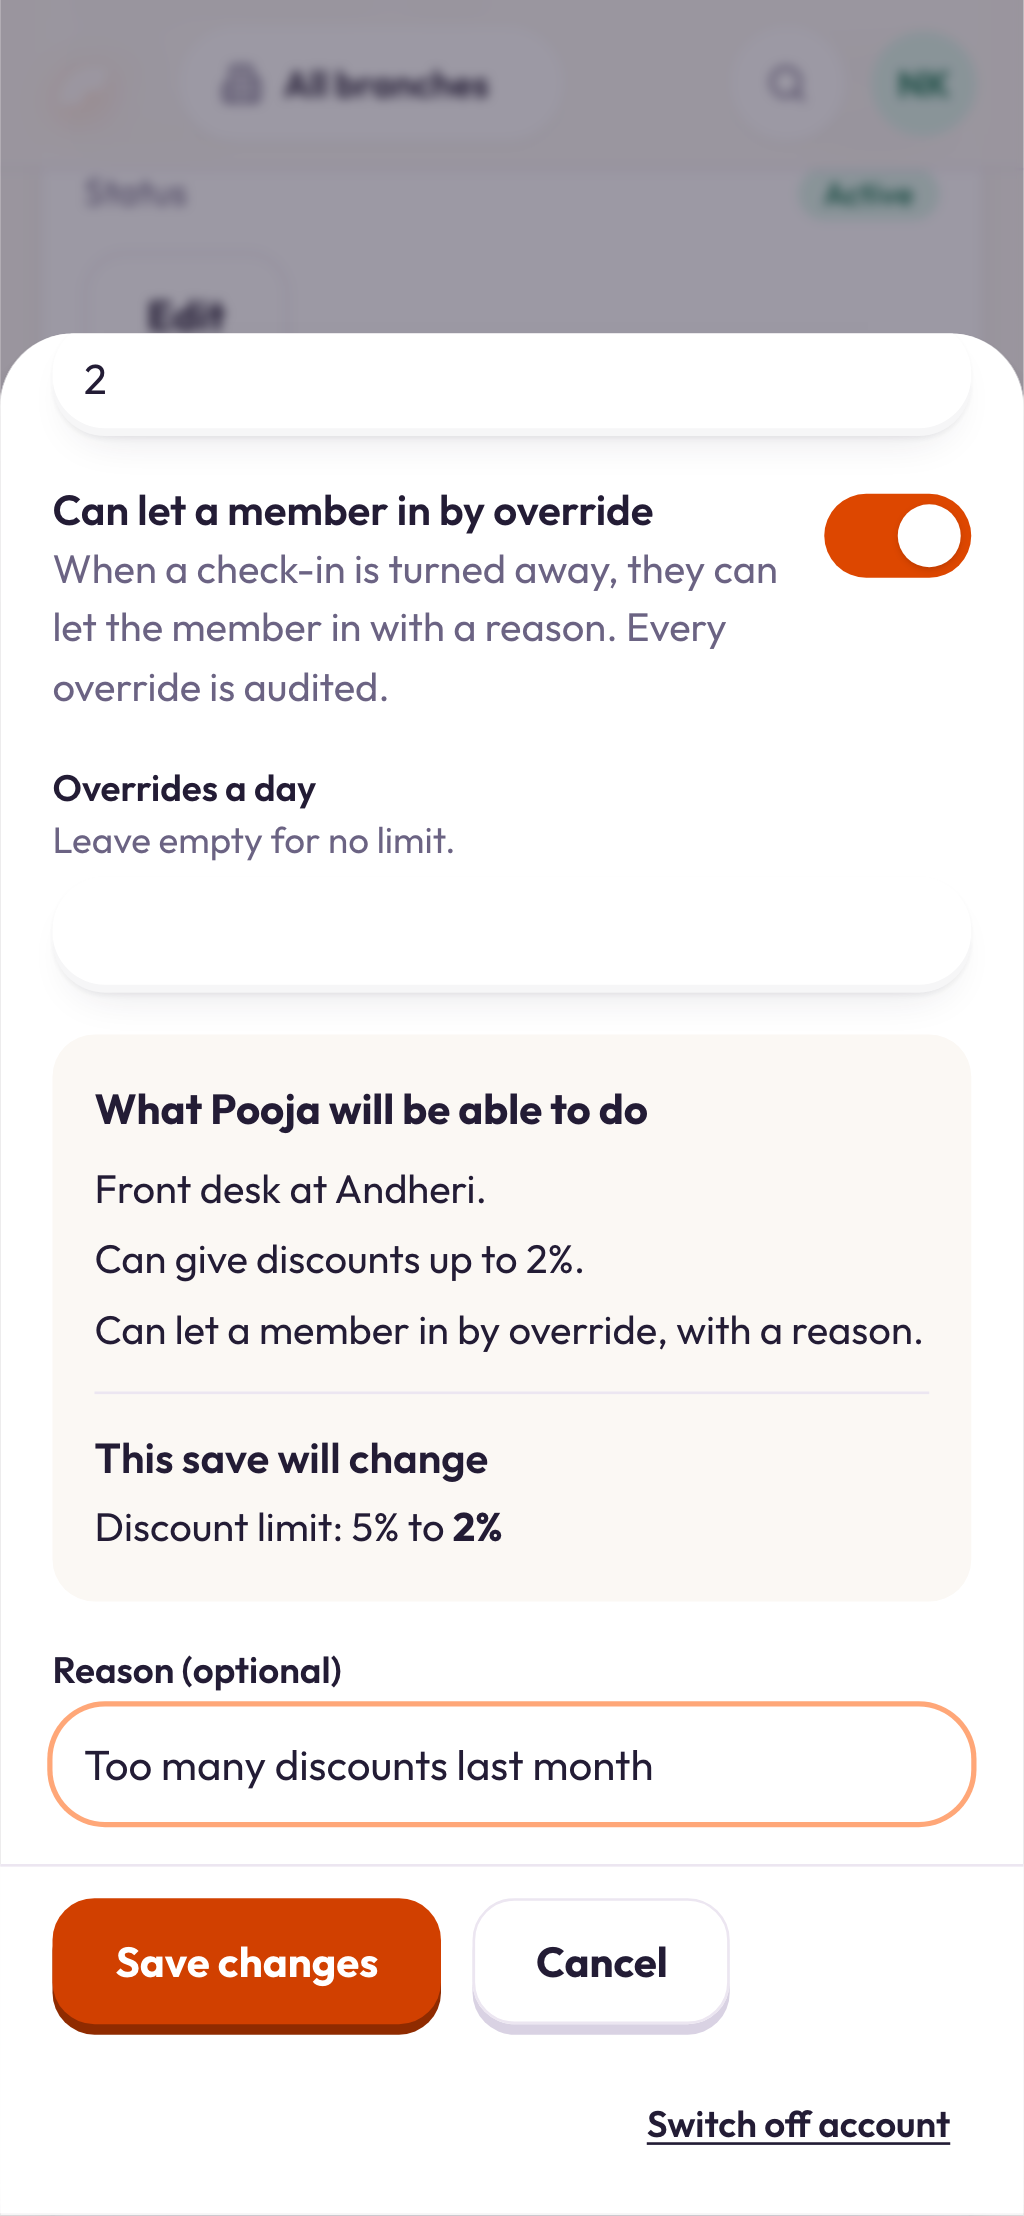 All branches
NK
Status
Active
Edit
2
Can let a member in by override
When a check-in is turned away, they can
let the member in with a reason. Every
override is audited.
Overrides a day
Leave empty for no limit.
What Pooja will be able to do
Front desk at Andheri.
Can give discounts up to 2%.
Can let a member in by override, with a reason.
This save will change
Discount limit: 5% to 2%
Reason (optional)
Too many discounts last month
Save changes
Cancel
Switch off account